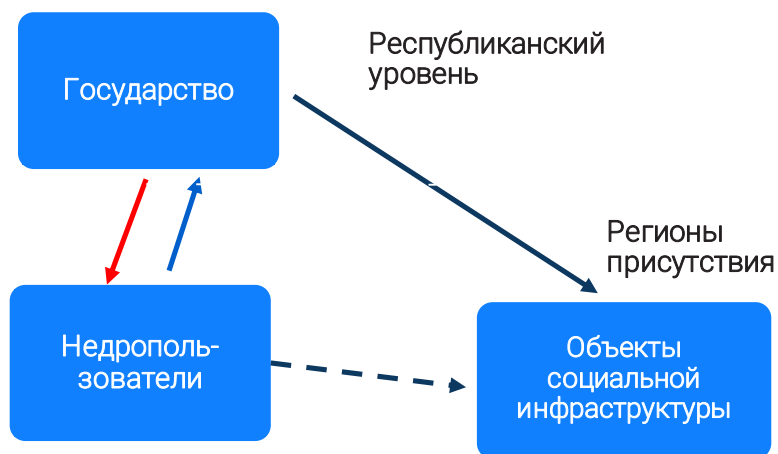 Республиканский
уровень
Государство
Регионы
присутствия
Недрополь-
зователи
Объекты
социальной
инфраструктуры